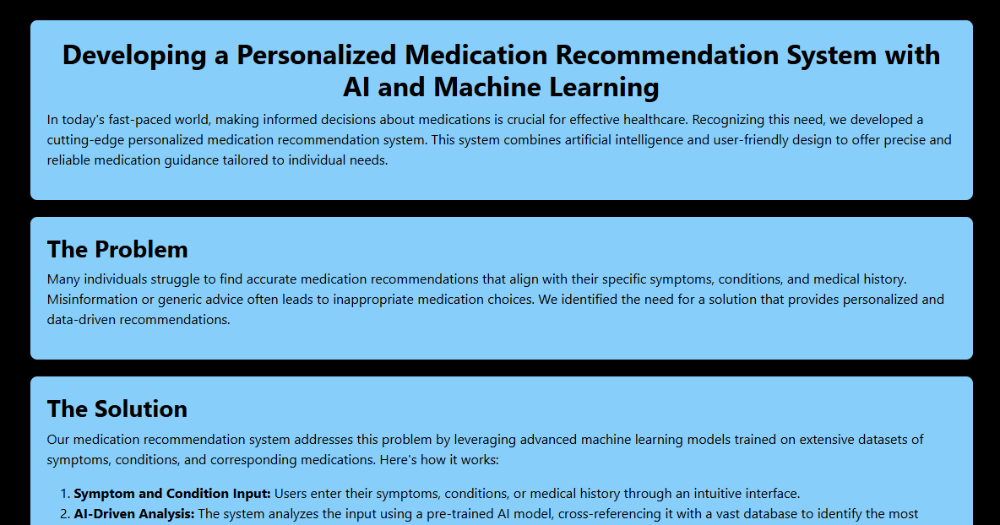 Developing a Personalized Medication Recommendation System with
AI and Machine Learning
In today's fast-paced world, making informed decisions about medications is crucial for effective healthcare. Recognizing this need, we developed a
cutting-edge personalized medication recommendation system. This system combines artificial intelligence and user-friendly design to offer precise and
reliable medication guidance tailored to individual needs.
The Problem
Many individuals struggle to find accurate medication recommendations that align with their specific symptoms, conditions, and medical history.
Misinformation or generic advice often leads to inappropriate medication choices. We identified the need for a solution that provides personalized and
data-driven recommendations.
The Solution
Our medication recommendation system addresses this problem by leveraging advanced machine learning models trained on extensive datasets of
symptoms, conditions, and corresponding medications. Here's how it works:
1. Symptom and Condition Input: Users enter their symptoms, conditions, or medical history through an intuitive interface.
2. AI-Driven Analysis: The system analyzes the input using a pre-trained AI model, cross-referencing it with a vast database to identify the most